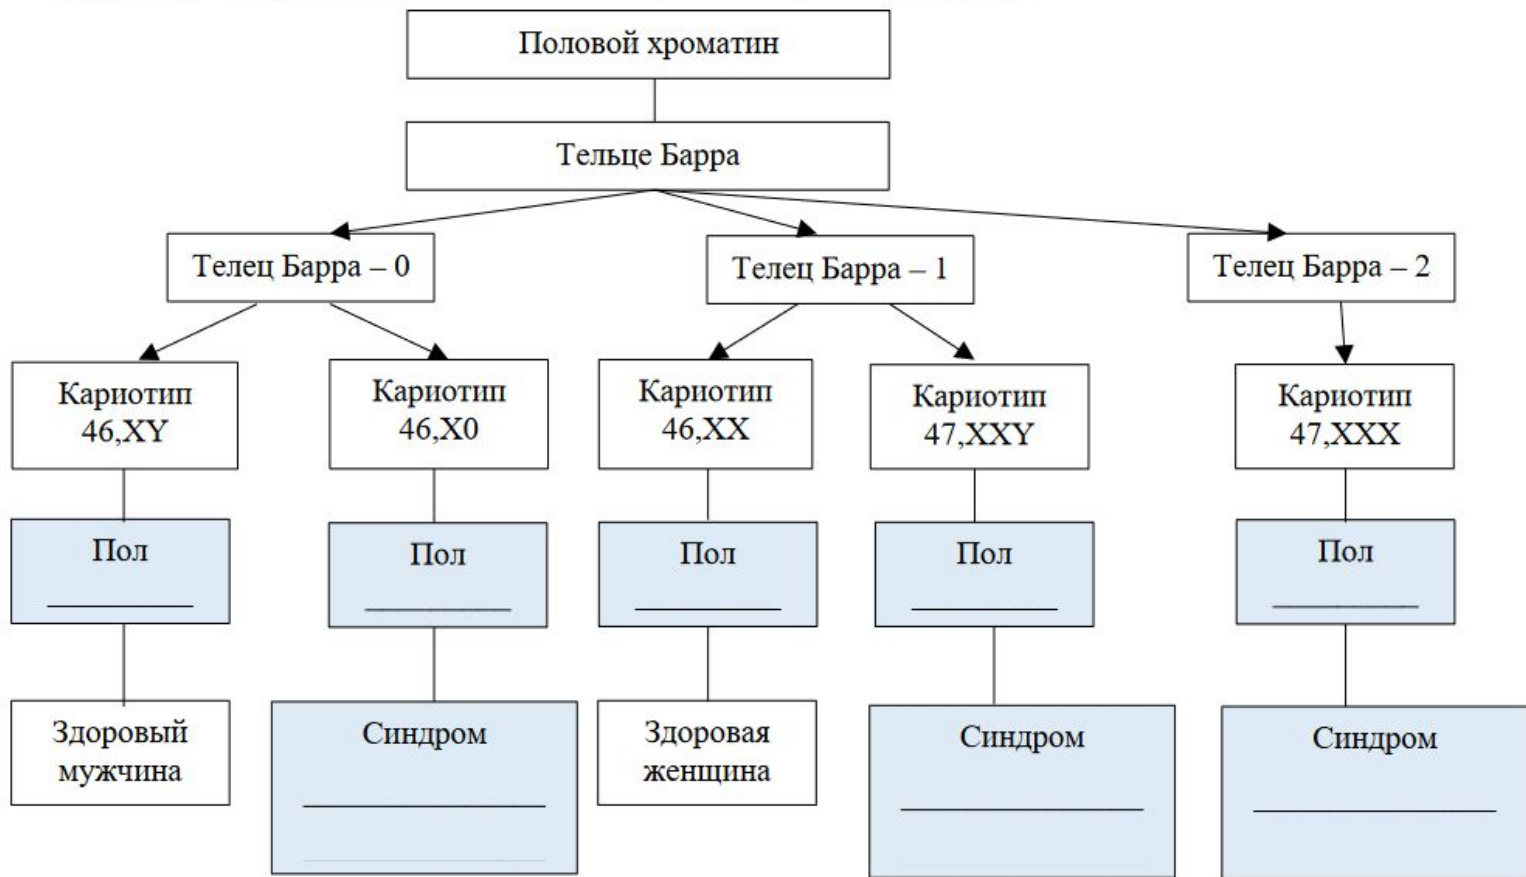 Половой хроматин
Тельце Барра
Телец Барра – 0
Телец Барра – 1
Телец Барра – 2
Кариотип
46,XY
Кариотип
46,X0
Кариотип
46,XX
Кариотип
47,XXY
Кариотип
47,XXX
Пол
Пол
Пол
Пол
Пол
Здоровый
мужчина
Синдром
Здоровая
женщина
Синдром
Синдром